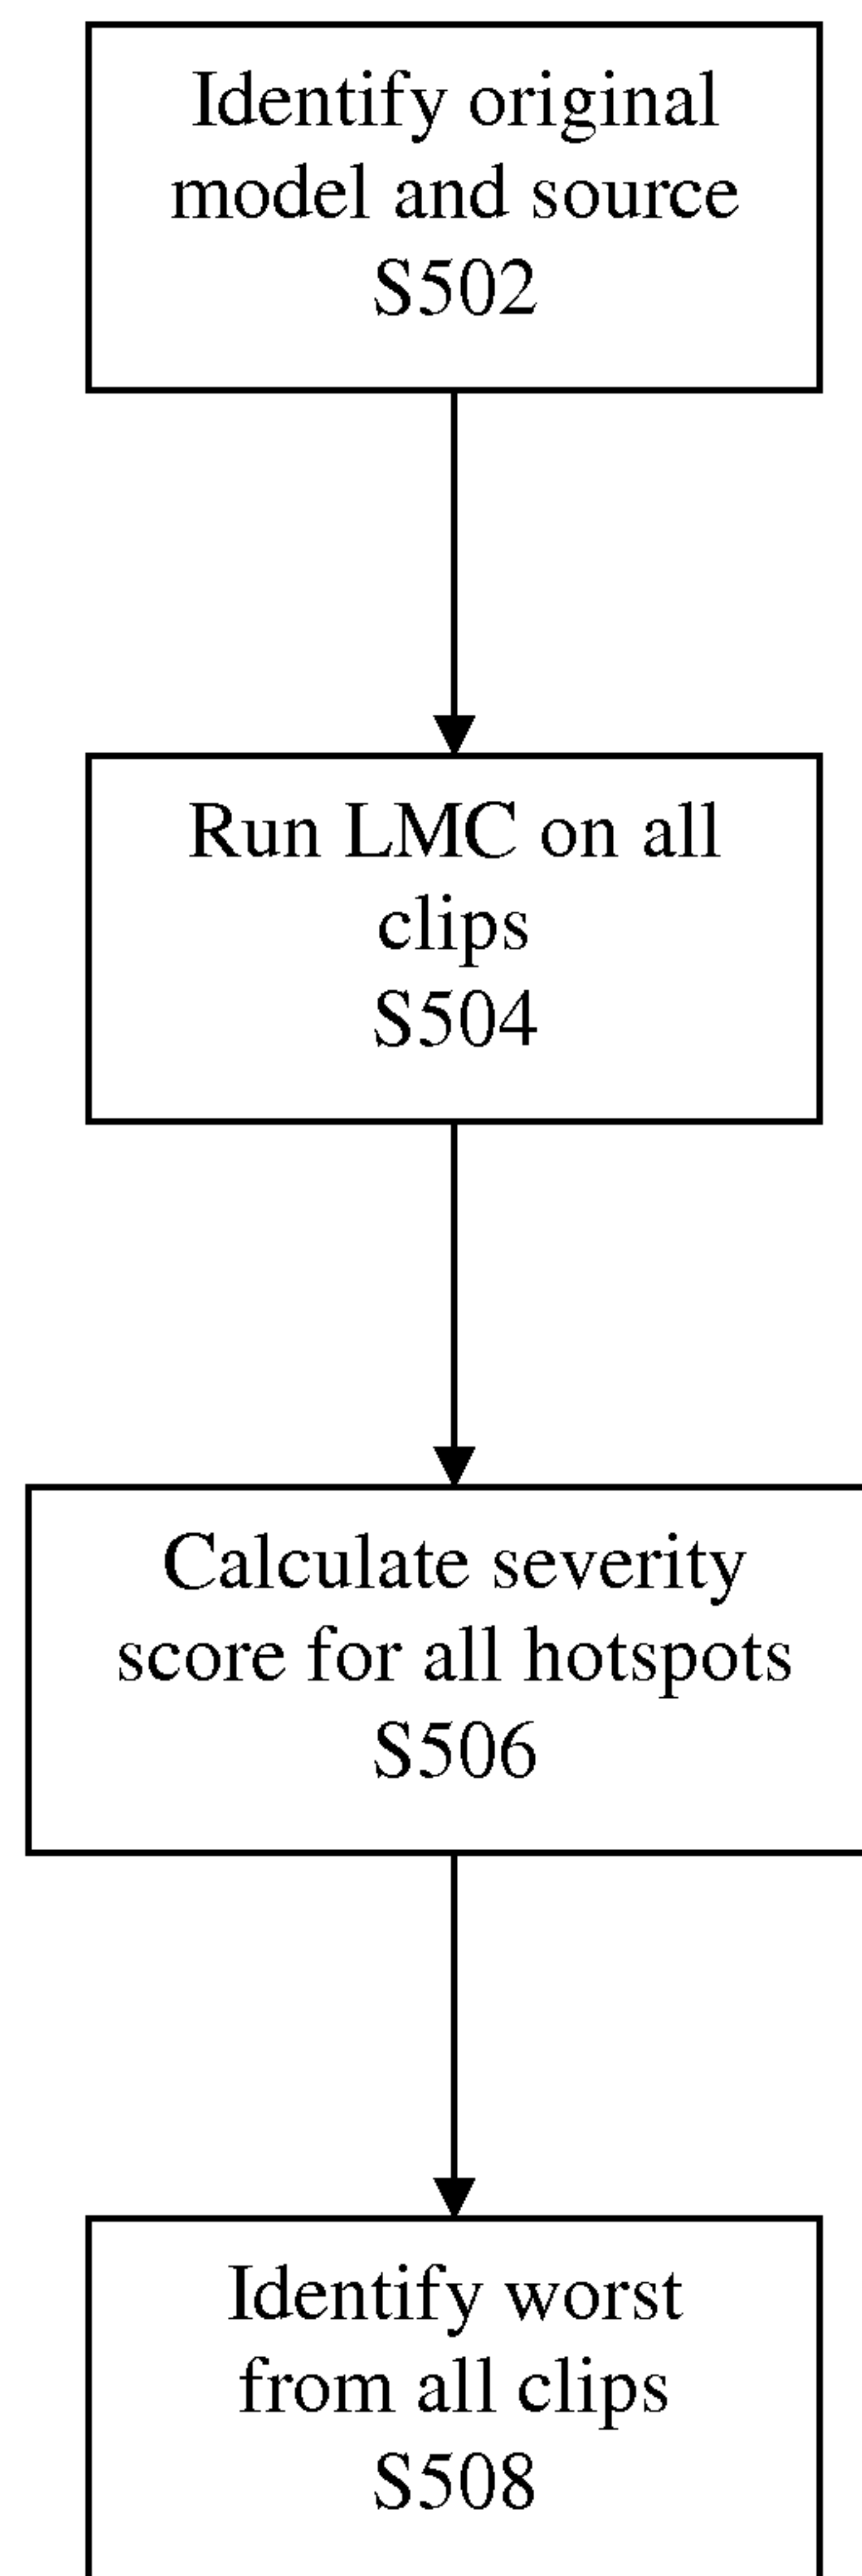 Identify original
model and source
S502
Run LMC on all
clips
S504
Calculate severity
score for all hotspots
S506
Identify worst
from all clips
S508